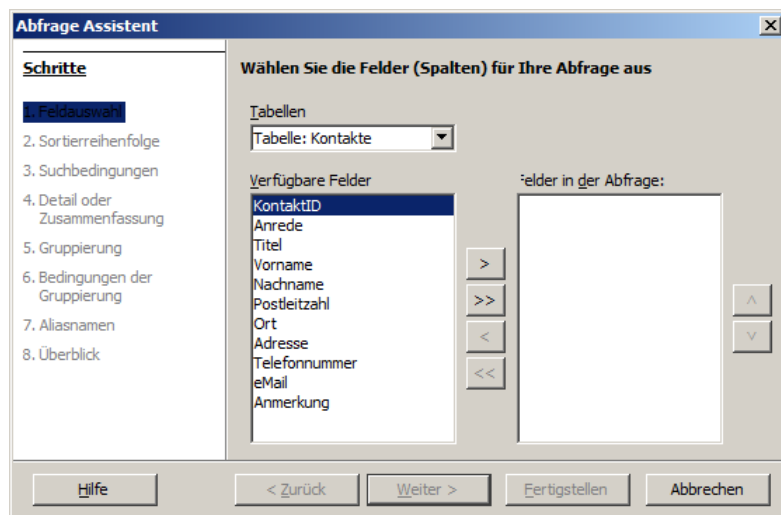 Abfrage Assistent
Schritte
1. Feldauswahl
2. Sortierreihenfolge
3. Suchbedingungen
4. Detail oder
Zusammenfassung
5. Gruppierung
6. Bedingungen der
Gruppierung
7. Aliasnamen
8. Überblick
Wählen Sie die Felder (Spalten) für Ihre Abfrage aus
Tabellen
Tabelle: Kontakte
Verfügbare Felder
KontaktID
Anrede
Titel
Vorname
Nachname
Postleitzahl
Ort
Adresse
Telefonnummer
eMail
Anmerkung
>
>>
<
<<
Felder in der Abfrage:
Hilfe
< Zurück
Weiter >
Fertigstellen
Abbrechen